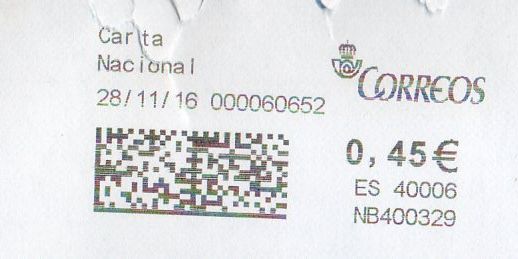 Carta
Nacional
28/11/16 000060652
CORREOS
0,45€
ES 40006
NB400329